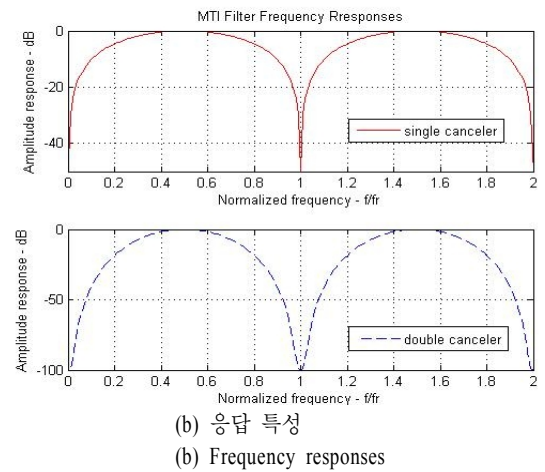 MTI Filter Frequency Rresponses
Amplitude response - dB
0
-20
-40
single canceler
0 0.2 0.4 0.6 0.8 1 1.2 1.4 1.6 1.8 2
Normalized frequency - f/fr
Amplitude response - dB
0
-50
-100
double canceler
0 0.2 0.4 0.6 0.8 1 1.2 1.4 1.6 1.8 2
Normalized frequency - f/fr
(b) 응답 특성
(b) Frequency responses